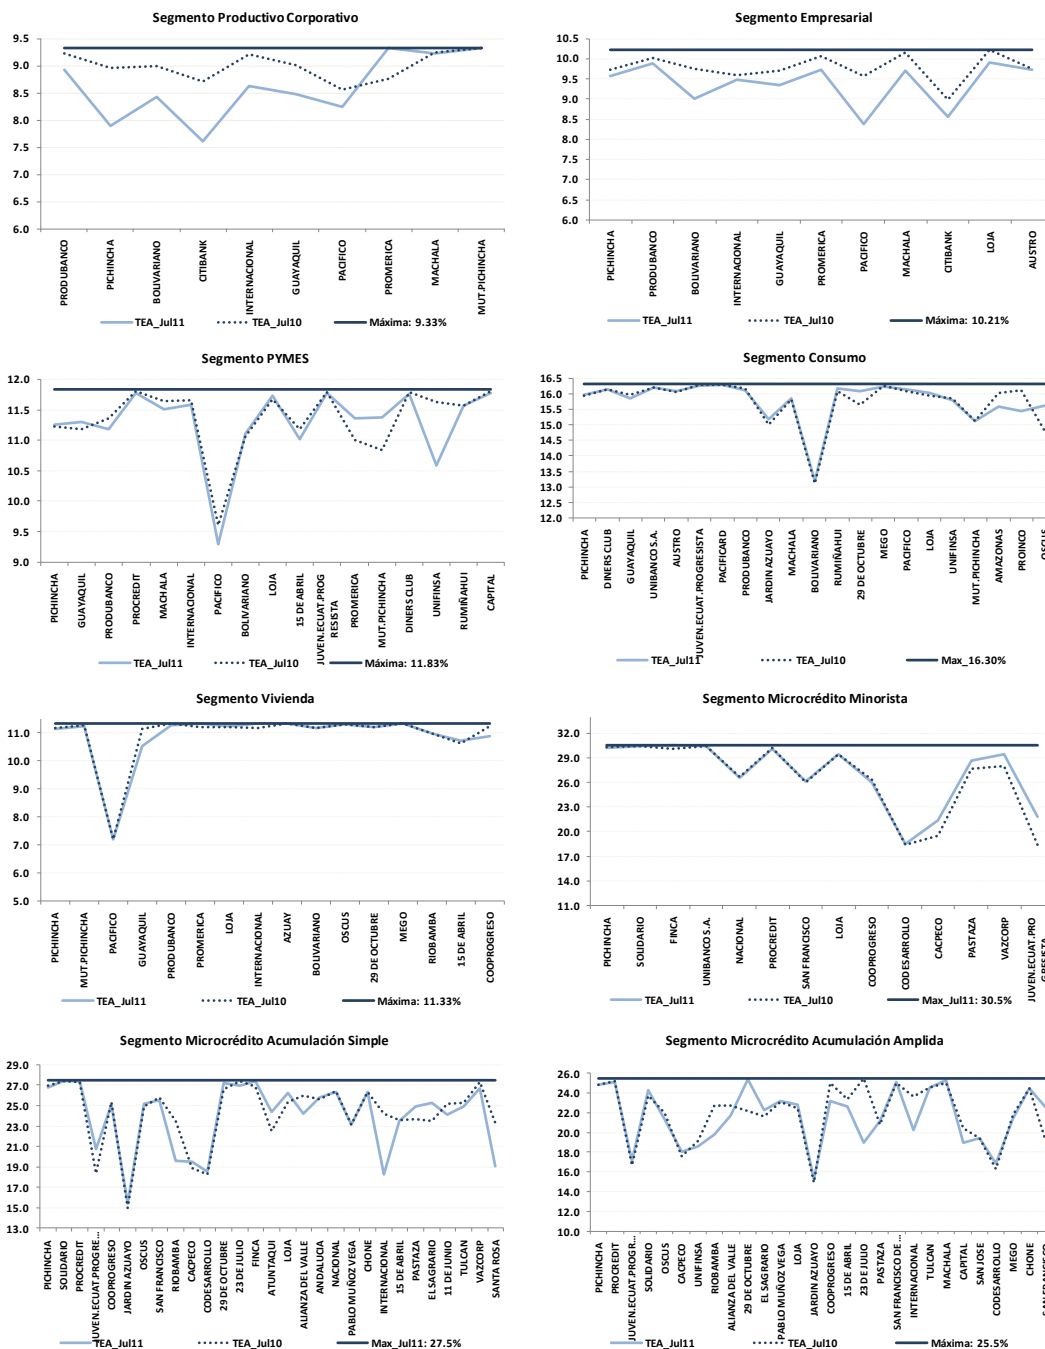 Segmento Productivo Corporativo
9.5
9.0
8.5
8.0
7.5
7.0
6.5
6.0
PRODUBANCO
PICHINCHA
BOLIVARIANO
CITIBANK
INTERNACIONAL
GUAYAQUIL
PACIFICO
PROMERICA
MACHALA
MUT.PICHINCHA
TEA_Jul11 TEA_Jul10 Máxima: 9.33%
Segmento Empresarial
10.5
10.0
9.5
9.0
8.5
8.0
7.5
7.0
6.5
6.0
PICHINCHA
PRODUBANCO
BOLIVARIANO
INTERNACIONAL
GUAYAQUIL
PROMERICA
PACIFICO
MACHALA
CITIBANK
LOJA
AUSTRO
TEA_Jul11 TEA_Jul10 Máxima: 10.21%
Segmento PYMES
12.0
11.5
11.0
10.5
10.0
9.5
9.0
PICHINCHA
GUAYAQUIL
PRODUBANCO
PROCREDIT
MACHALA
INTERNACIONAL
PACIFICO
BOLIVARIANO
LOJA
15 DE ABRIL
JUVEN.ECUAT.PROG
RESISTA
PROMERICA
MUT.PICHINCHA
DINERS CLUB
UNIFINSA
RUMIÑAHUI
CAPITAL
TEA_Jul11 TEA_Jul10 Máxima: 11.83%
Segmento Consumo
16.5
16.0
15.5
15.0
14.5
14.0
13.5
13.0
12.5
12.0
PICHINCHA
DINERS CLUB
GUAYAQUIL
UNIBANCO S.A.
AUSTRO
JUVEN.ECUAT.PROGRESISTA
PACIFICARD
PRODUBANCO
JARDIN AZUAYO
MACHALA
BOLIVARIANO
RUMIÑAHUI
29 DE OCTUBRE
MEGO
PACIFICO
LOJA
UNIFINSA
MUT.PICHINCHA
AMAZONAS
PROINCO
OSCUS
TEA_Jul11 TEA_Jul10 Max_16.30%
Segmento Vivienda
11.0
10.0
9.0
8.0
7.0
6.0
5.0
PICHINCHA
MUT.PICHINCHA
PACIFICO
GUAYAQUIL
PRODUBANCO
PROMERICA
LOJA
INTERNACIONAL
AZUAY
BOLIVARIANO
OSCUS
29 DE OCTUBRE
MEGO
RIOBAMBA
15 DE ABRIL
COOPROGRESO
TEA_Jul11 TEA_Jul10 Máxima: 11.33%
Segmento Microcrédito Minorista
32.0
29.0
26.0
23.0
20.0
17.0
14.0
11.0
PICHINCHA
SOLIDARIO
FINCA
UNIBANCO S.A.
NACIONAL
PROCREDIT
SAN FRANCISCO
LOJA
COOPROGRESO
CODESARROLLO
CACPECO
PASTAZA
VAZCORP
JUVEN.ECUAT.PRO
GRESISTA
TEA_Jul11 TEA_Jul10 Max_Jul11: 30.5%
Segmento Microcrédito Acumulación Simple
29.0
27.0
25.0
23.0
21.0
19.0
17.0
15.0
13.0
PICHINCHA
SOLIDARIO
PROCREDIT
JUVEN.ECUAT.PROGRE...
COOPROGRESO
JARDIN AZUAYO
OSCUS
SAN FRANCISCO
RIOBAMBA
CACPECO
CODESARROLLO
29 DE OCTUBRE
23 DE JULIO
FINCA
ATUNTAQUI
LOJA
ALIANZA DEL VALLE
ANDALUCIA
NACIONAL
PABLO MUÑOZ VEGA
CHONE
INTERNACIONAL
15 DE ABRIL
PASTAZA
EL SAGRARIO
11 DE JUNIO
TULCAN
VAZCORP
SANTA ROSA
TEA_Jul11 TEA_Jul10 Max_Jul11: 27.5%
Segmento Microcrédito Acumulación Amplida
26.0
24.0
22.0
20.0
18.0
16.0
14.0
12.0
10.0
PICHINCHA
PROCREDIT
JUVEN.ECUAT.PROGR...
SOLIDARIO
OSCUS
CACPECO
UNIFINSA
RIOBAMBA
ALIANZA DEL VALLE
29 DE OCTUBRE
EL SAGRARIO
PABLO MUÑOZ VEGA
LOJA
JARDIN AZUAYO
COOPROGRESO
15 DE ABRIL
23 DE JULIO
PASTAZA
SAN FRANCISCO DE ...
INTERNACIONAL
TULCAN
MACHALA
CAPITAL
SAN JOSE
CODESARROLLO
MEGO
CHONE
TEA_Jul11 TEA_Jul10 Máxima: 25.5%